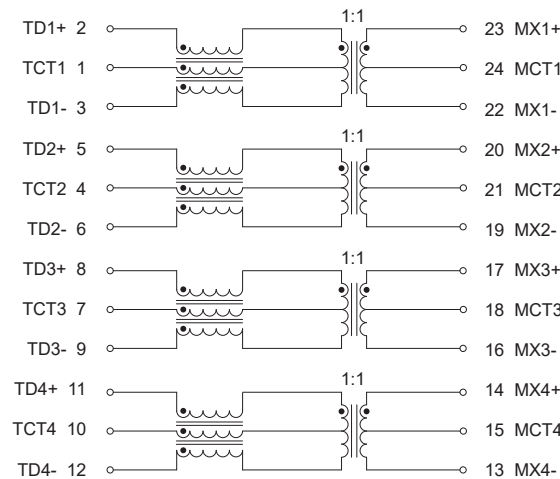 1:1
TD1+ 2 23 MX1+
TCT1 1 24 MCT1
TD1- 3 22 MX1-
1:1
TD2+ 5 20 MX2+
TCT2 4 21 MCT2
TD2- 6 19 MX2-
1:1
TD3+ 8 17 MX3+
TCT3 7 18 MCT3
TD3- 9 16 MX3-
1:1
TD4+ 11 14 MX4+
TCT4 10 15 MCT4
TD4- 12 13 MX4-